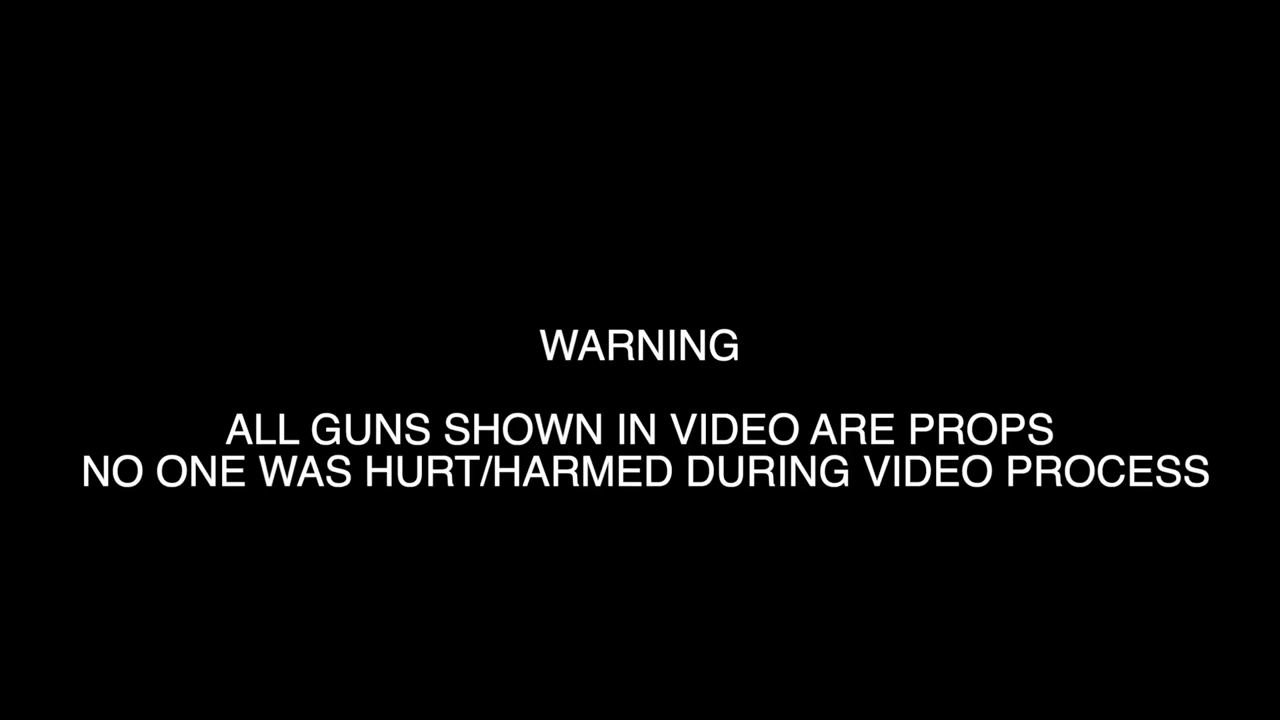 WARNING
ALL GUNS SHOWN IN VIDEO ARE PROPS
NO ONE WAS HURT/HARMED DURING VIDEO PROCESS